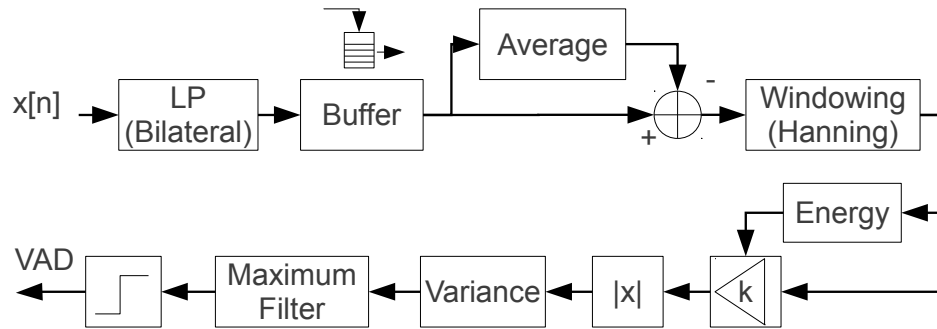 Average
-
x[n]
LP
(Bilateral)
Buffer
+
Windowing
(Hanning)
Energy
VAD
Maximum
Filter
Variance
|x|
k